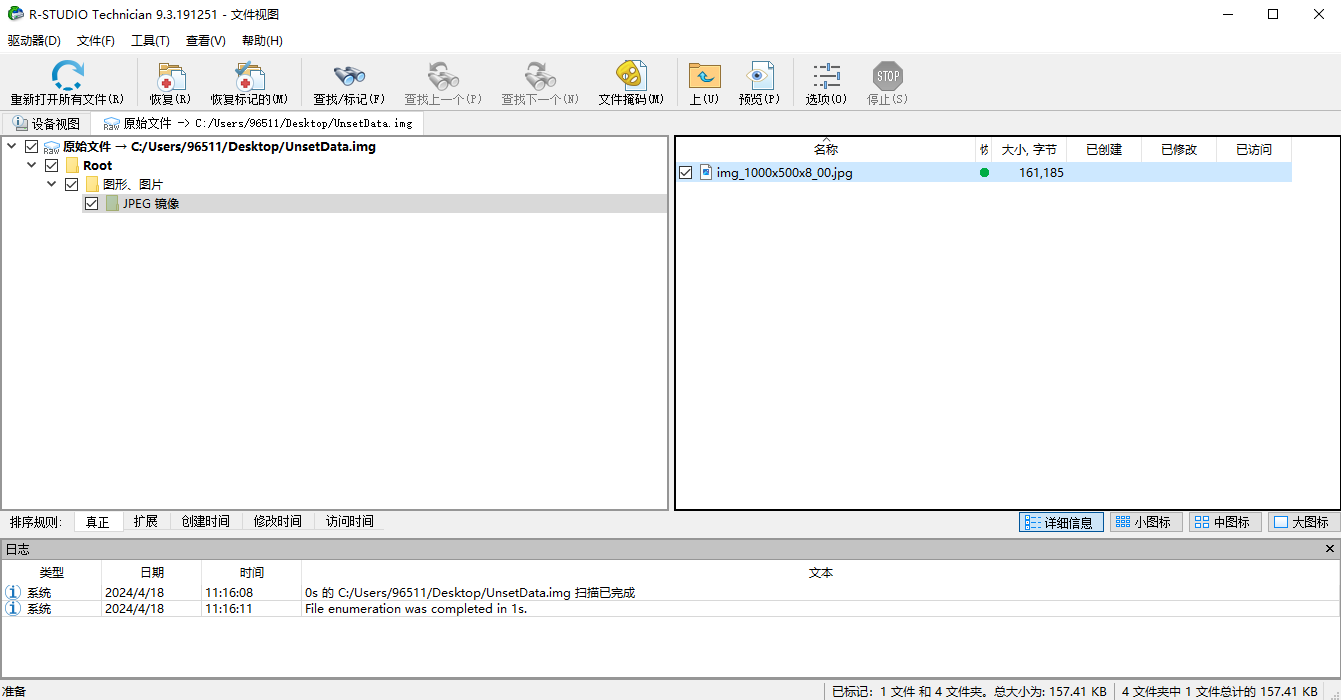 R-STUDIO Technician 9.3.191251 - 文件视图
驱动器(D) 文件(F) 工具(T) 查看(V) 帮助(H)
重新打开所有文件(R) 恢复(R) 恢复标记的(M) 查找/标记(F) 查找上一个(P) 查找下一个(N) 文件掩码(M) 上(U) 预览(P) 选项(O) STOP 停止(S)
设备视图 RAW 原始文件 -> C:/Users/96511/Desktop/UnsetData.img
RAW 原始文件 → C:/Users/96511/Desktop/UnsetData.img
Root
图形、图片
JPEG 镜像
名称 大小, 字节 已创建 已修改 已访问
img_1000x500x8_00.jpg 161,185
排序规则: 真正 扩展 创建时间 修改时间 访问时间 详细信息 小图标 中图标 大图标
日志
类型 日期 时间 文本
系统 2024/4/18 11:16:08 0s 的 C:/Users/96511/Desktop/UnsetData.img 扫描已完成
系统 2024/4/18 11:16:11 File enumeration was completed in 1s.
准备 已标记: 1 文件 和 4 文件夹。总大小为: 157.41 KB 4 文件夹中 1 文件总计的 157.41 KB